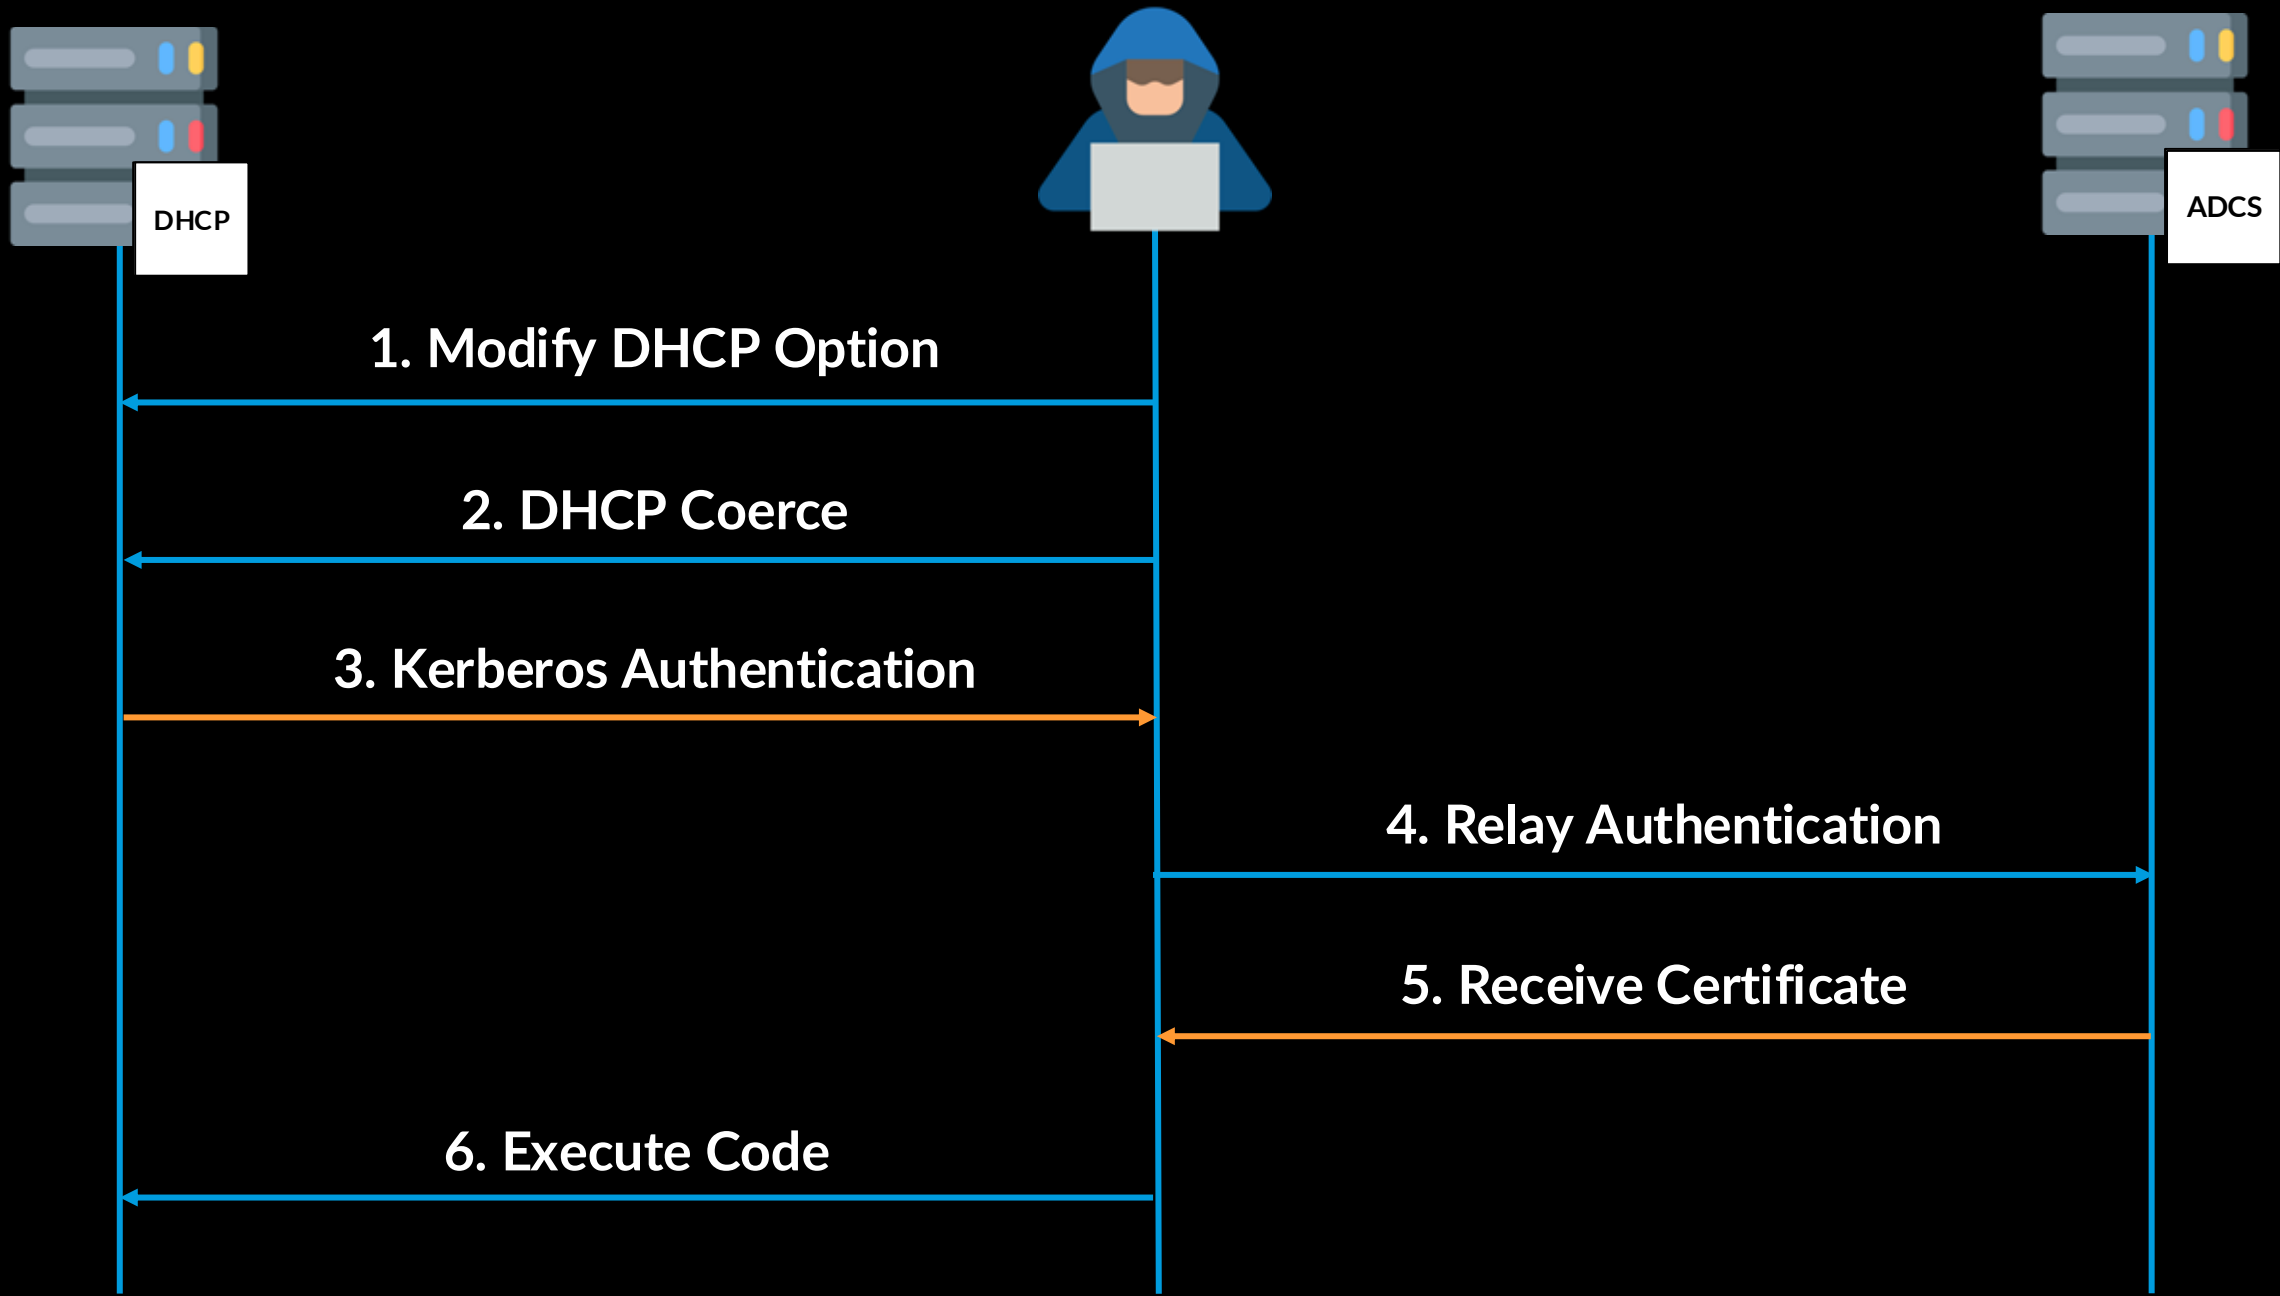 DHCP
ADCS
1. Modify DHCP Option
2. DHCP Coerce
3. Kerberos Authentication
4. Relay Authentication
5. Receive Certificate
6. Execute Code